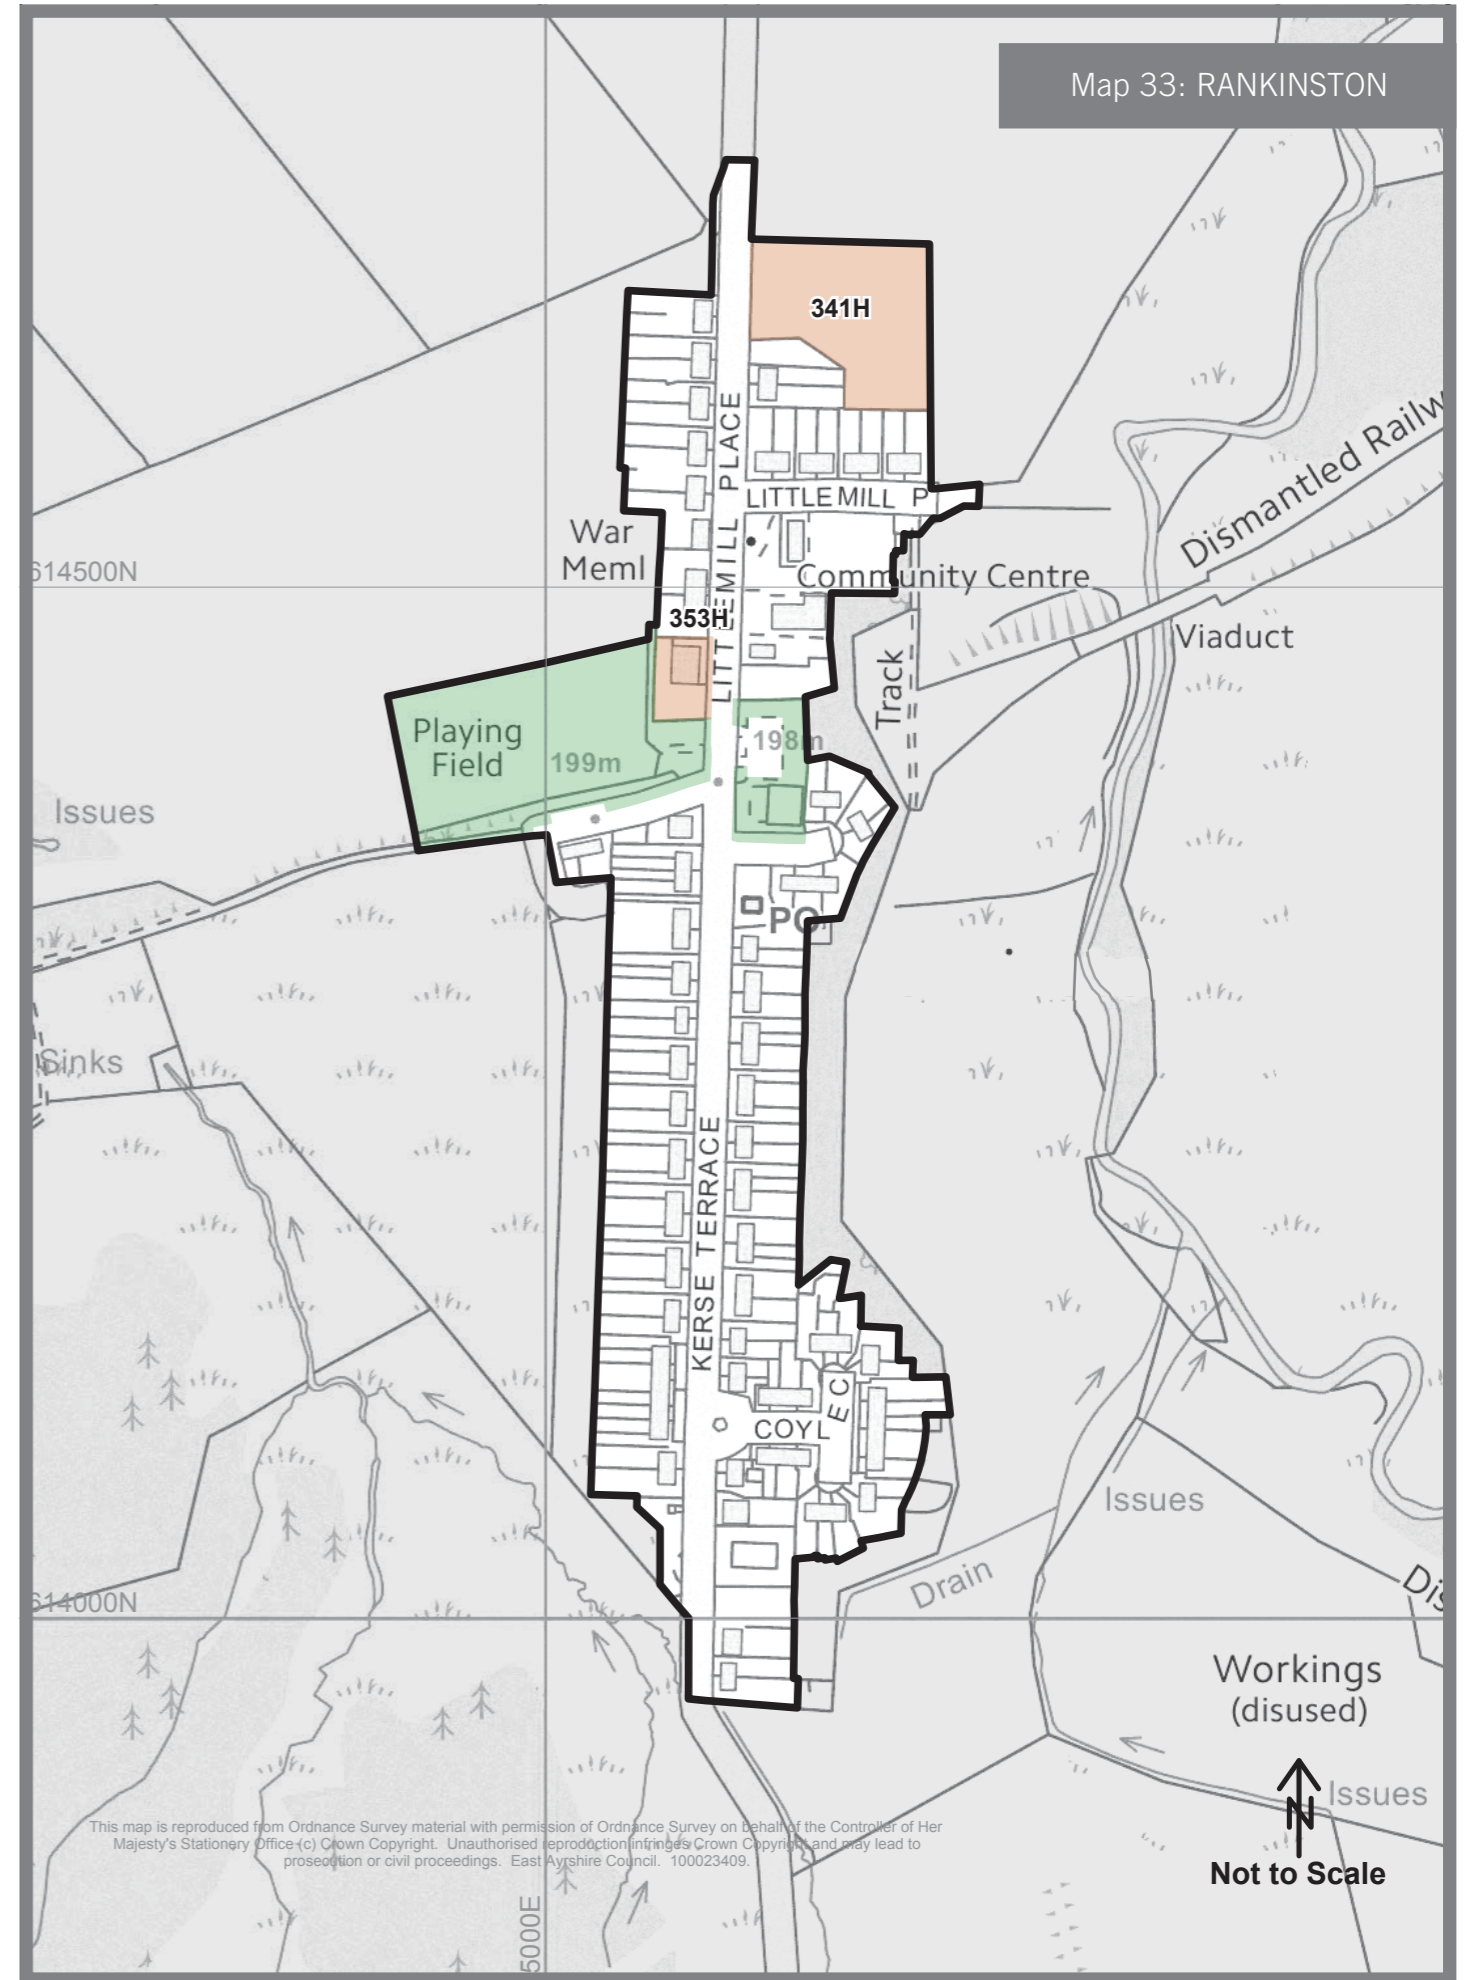 Map 33: RANKINSTON
341H
LITTLEMILL PLACE
LITTLEMILL P
War
Meml
614500N
Community Centre
Dismantled Railw
353H
Viaduct
Track
Playing
Field
199m
198m
Issues
PO
Sinks
KERSE TERRACE
COYL
E C
Issues
Drain
614000N
Dis
Workings
(disused)
Issues
N
Not to Scale
This map is reproduced from Ordnance Survey material with permission of Ordnance Survey on behalf of the Controller of Her
Majesty's Stationery Office (c) Crown Copyright. Unauthorised reproduction infringes Crown Copyright and may lead to
prosecution or civil proceedings. East Ayrshire Council. 100023409.
5000E